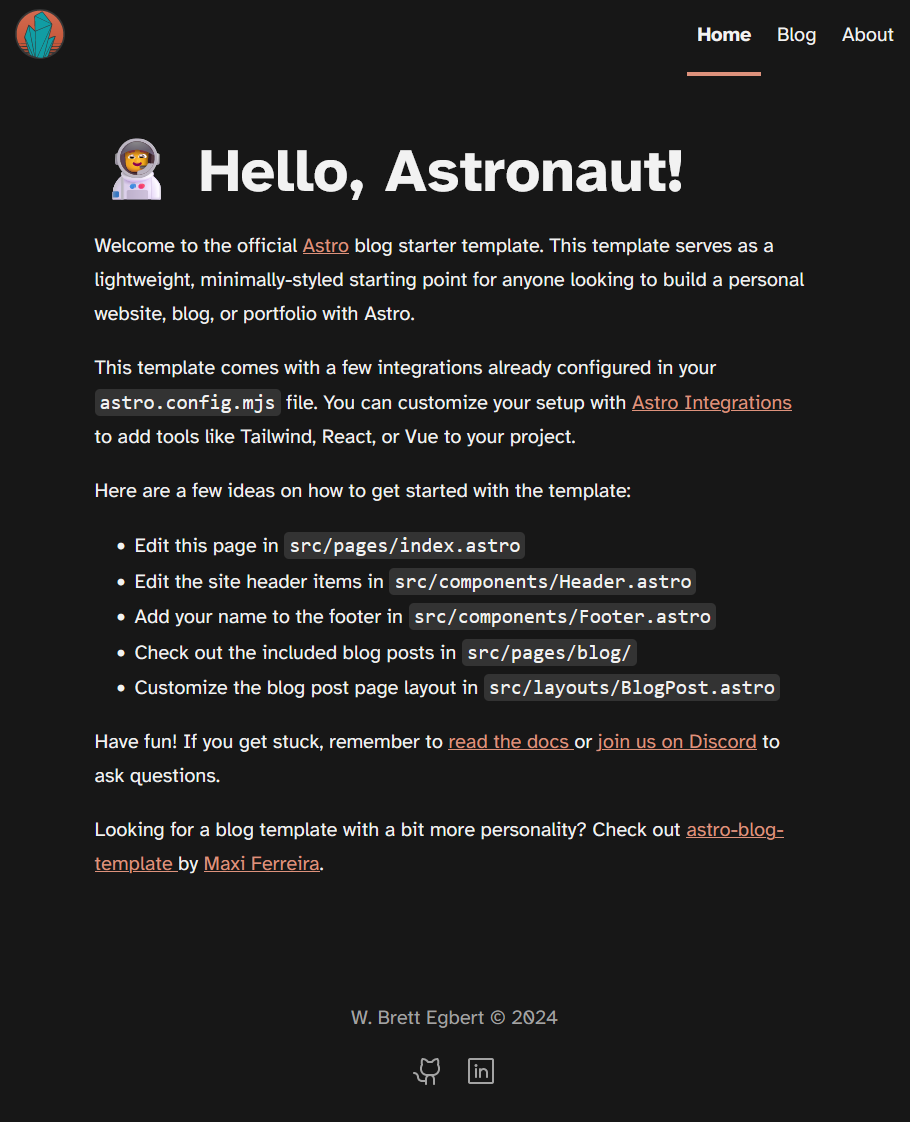 Home Blog About
Hello, Astronaut!
Welcome to the official Astro blog starter template. This template serves as a
lightweight, minimally-styled starting point for anyone looking to build a personal
website, blog, or portfolio with Astro.
This template comes with a few integrations already configured in your
astro.config.mjs file. You can customize your setup with Astro Integrations
to add tools like Tailwind, React, or Vue to your project.
Here are a few ideas on how to get started with the template:
• Edit this page in src/pages/index.astro
• Edit the site header items in src/components/Header.astro
• Add your name to the footer in src/components/Footer.astro
• Check out the included blog posts in src/pages/blog/
• Customize the blog post page layout in src/layouts/BlogPost.astro
Have fun! If you get stuck, remember to read the docs or join us on Discord to
ask questions.
Looking for a blog template with a bit more personality? Check out astro-blog-
template by Maxi Ferreira.
W. Brett Egbert © 2024
in